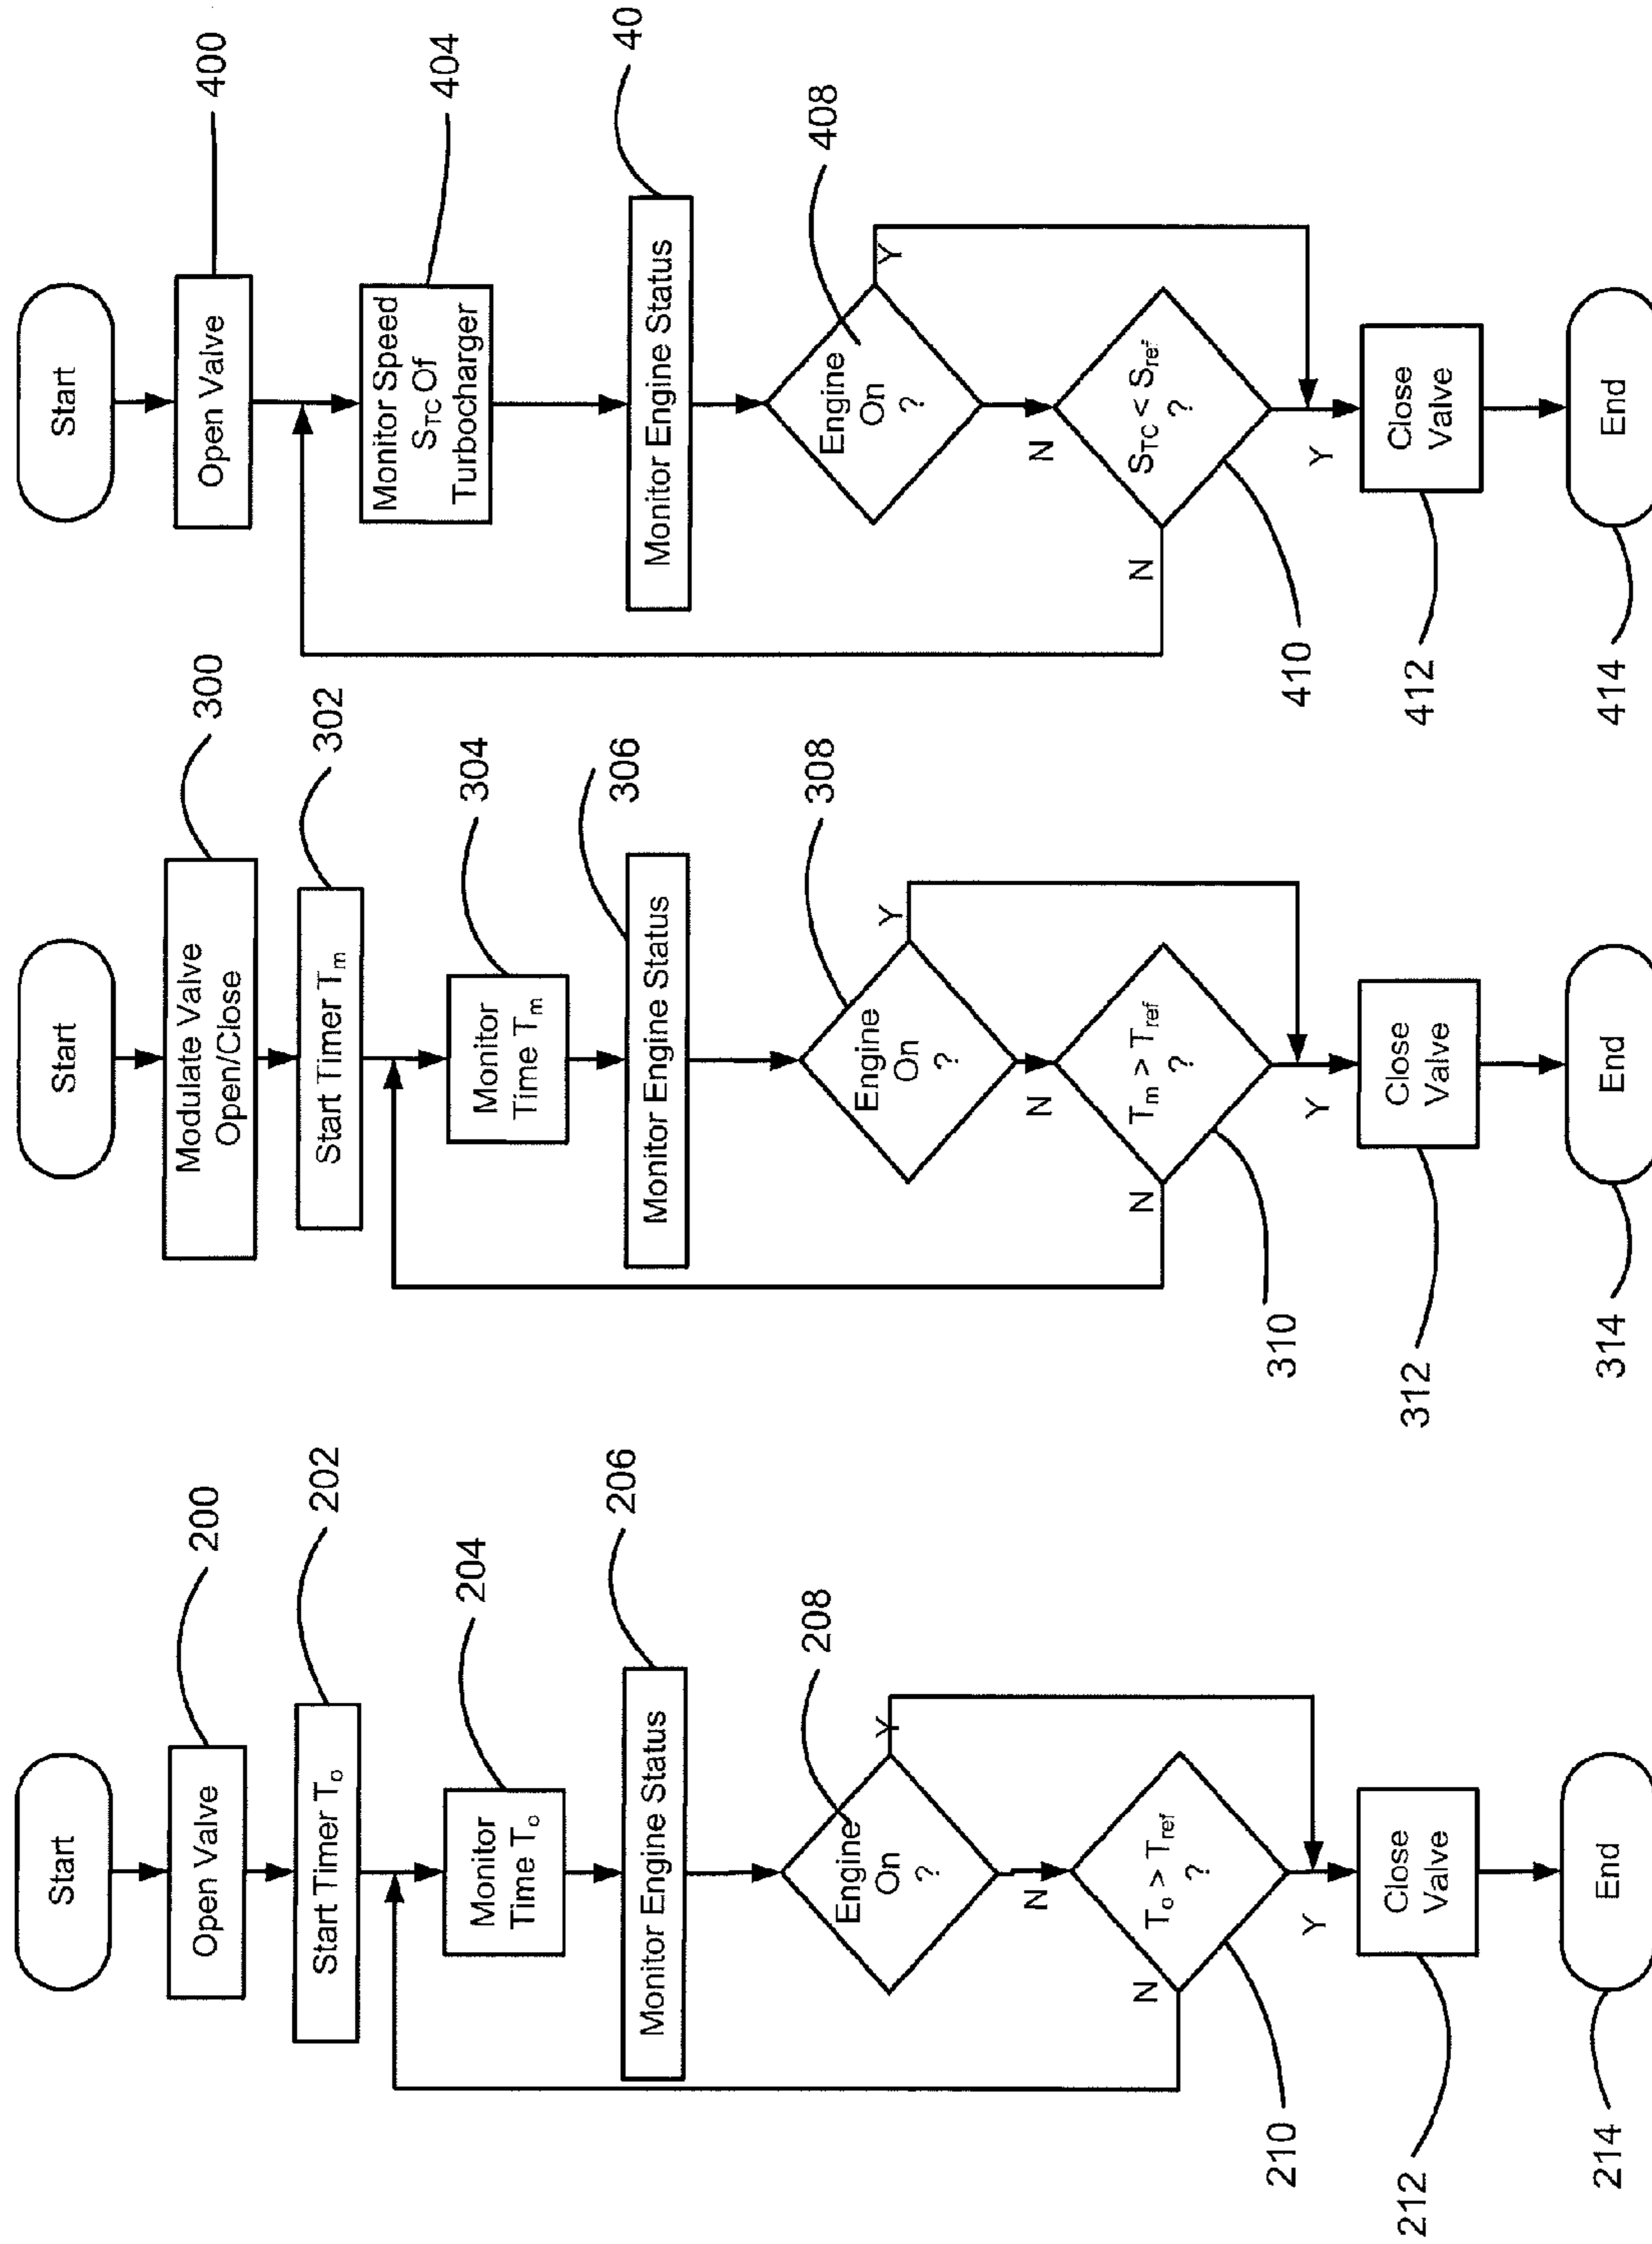 Start
Open Valve
200
Start Timer To
202
Monitor
Time To
204
Monitor Engine Status
206
Engine
On
?
208
Y
N
To > Tref
?
N
210
Y
Close
Valve
212
End
214
Start
Modulate Valve
Open/Close
300
Start Timer Tm
302
Monitor
Time Tm
304
Monitor Engine Status
306
Engine
On
?
308
Y
N
Tm > Tref
?
N
310
Y
Close
Valve
312
End
314
Start
Open Valve
400
Monitor Speed
STC Of
Turbocharger
404
Monitor Engine Status
40
Engine
On
?
408
Y
N
STC < Sref
?
N
410
Y
Close
Valve
412
End
414